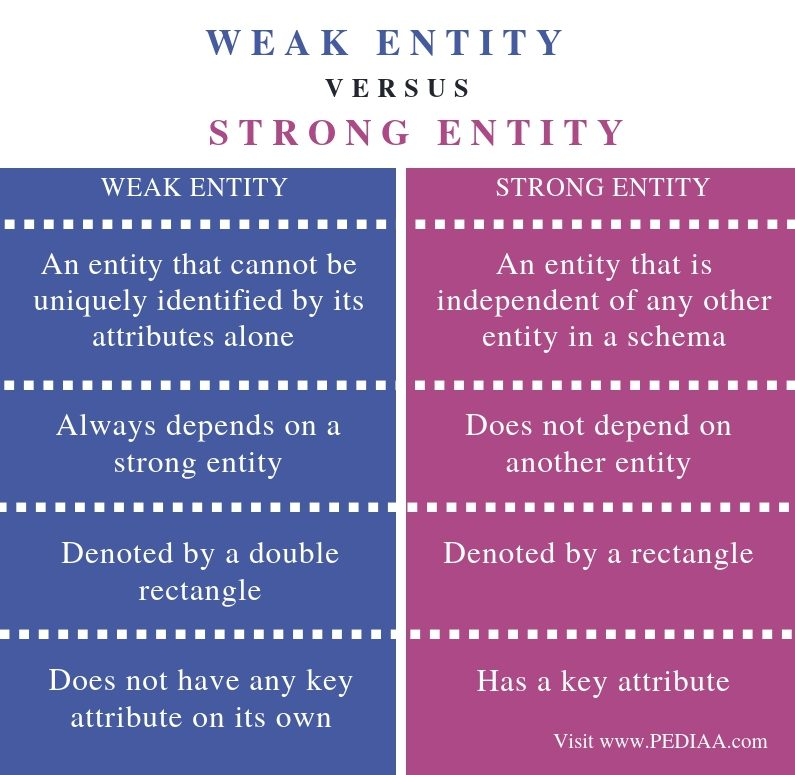 WEAK ENTITY
VERSUS
STRONG ENTITY
WEAK ENTITY
An entity that cannot be
uniquely identified by its
attributes alone
Always depends on a
strong entity
Denoted by a double
rectangle
Does not have any key
attribute on its own
STRONG ENTITY
An entity that is
independent of any other
entity in a schema
Does not depend on
another entity
Denoted by a rectangle
Has a key attribute
Visit www.PEDIAA.com